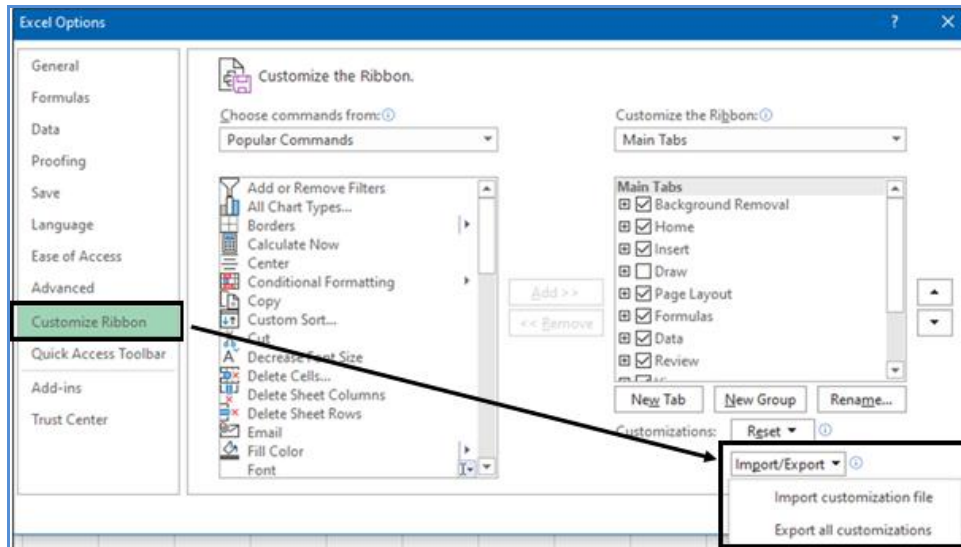 Excel Options
?
General
Formulas
Data
Proofing
Save
Language
Ease of Access
Advanced
Customize Ribbon
Quick Access Toolbar
Add-ins
Trust Center
Customize the Ribbon.
Choose commands from:
Popular Commands
Add or Remove Filters
All Chart Types...
Borders
Calculate Now
Center
Conditional Formatting
Copy
Custom Sort...
Cut
Decrease Font Size
Delete Cells...
Delete Sheet Columns
Delete Sheet Rows
Email
Fill Color
Font
Add >>
<< Remove
Customize the Ribbon:
Main Tabs
Main Tabs
Background Removal
Home
Insert
Draw
Page Layout
Formulas
Data
Review
New Tab
New Group
Rename...
Customizations:
Reset
Import/Export
Import customization file
Export all customizations